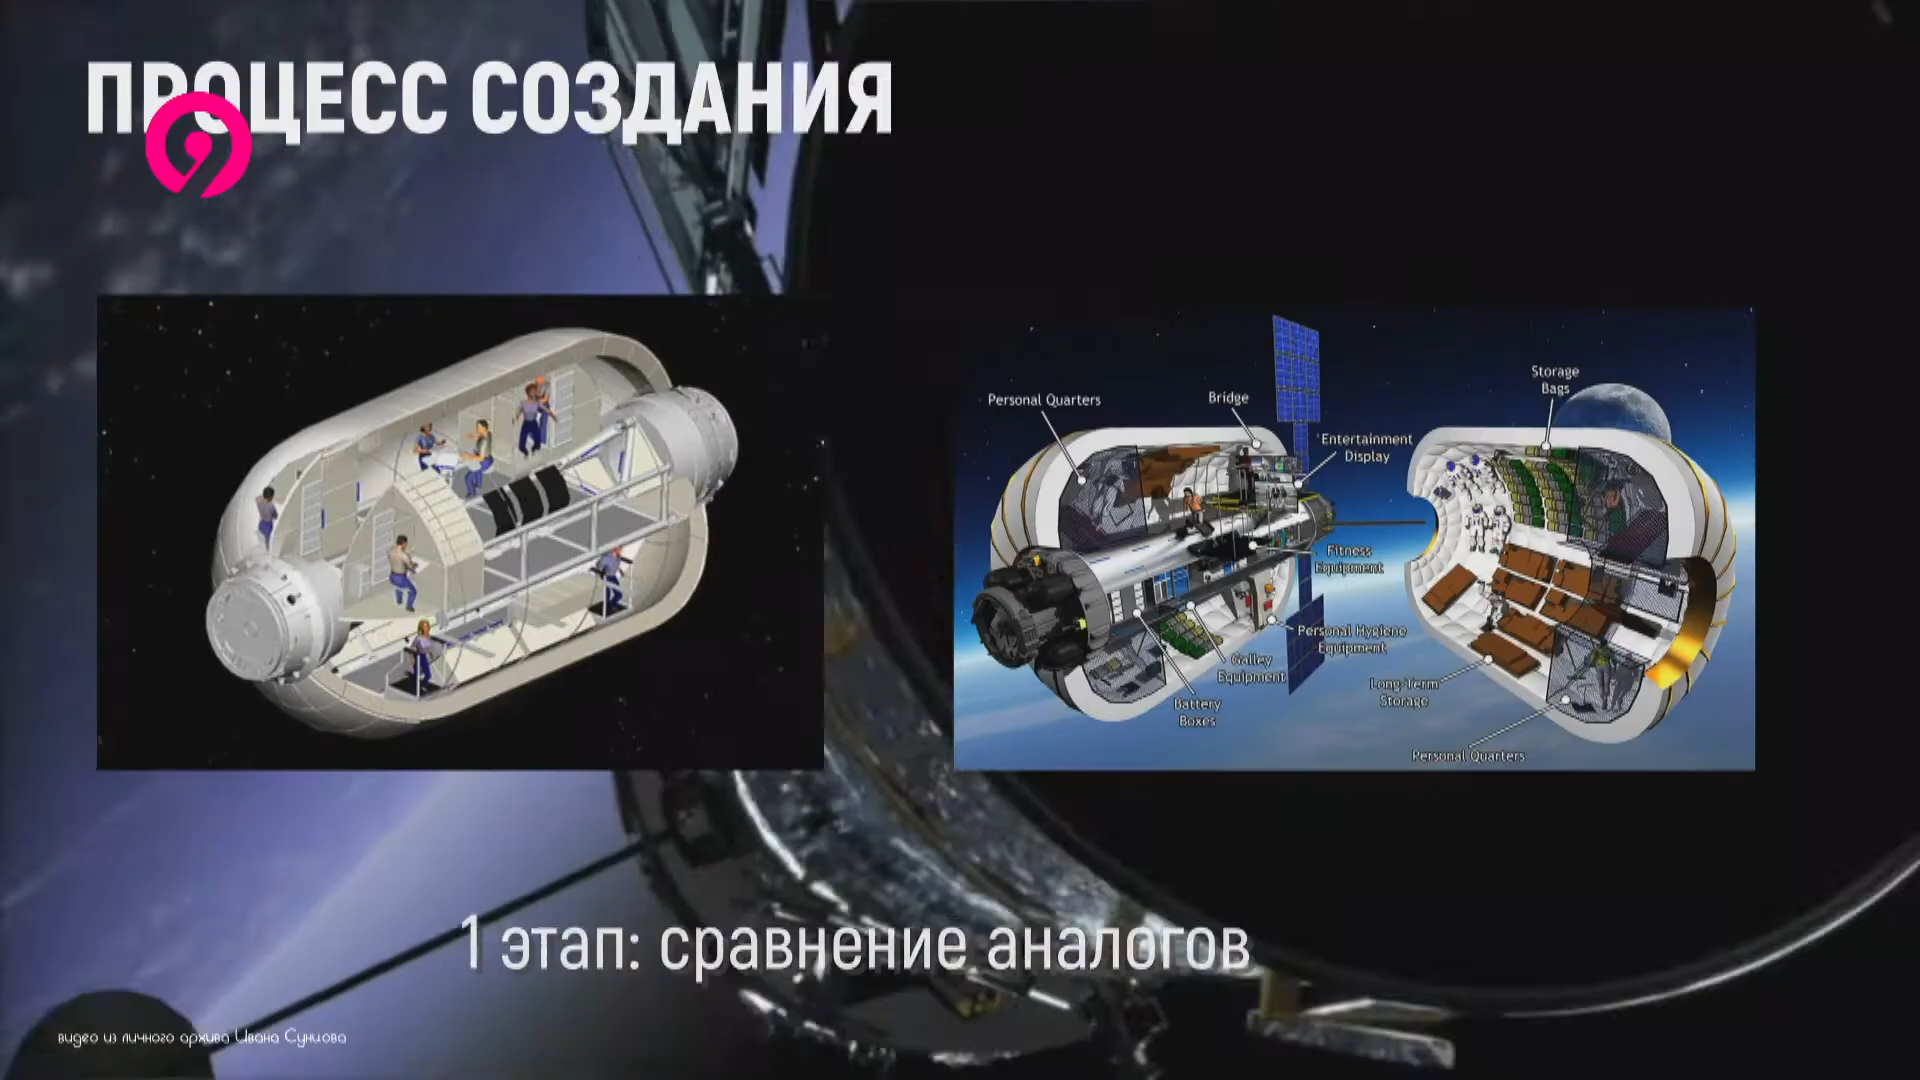 ПРОЦЕСС СОЗДАНИЯ
Personal Quarters
Bridge
Storage
Bags
Entertainment
Display
Fitness
Equipment
Personal Hygiene
Equipment
Galley
Equipment
Battery
Boxes
Long-Term
Storage
Personal Quarters
1 этап: сравнение аналогов
видео из личного архива Ивана Сунцова